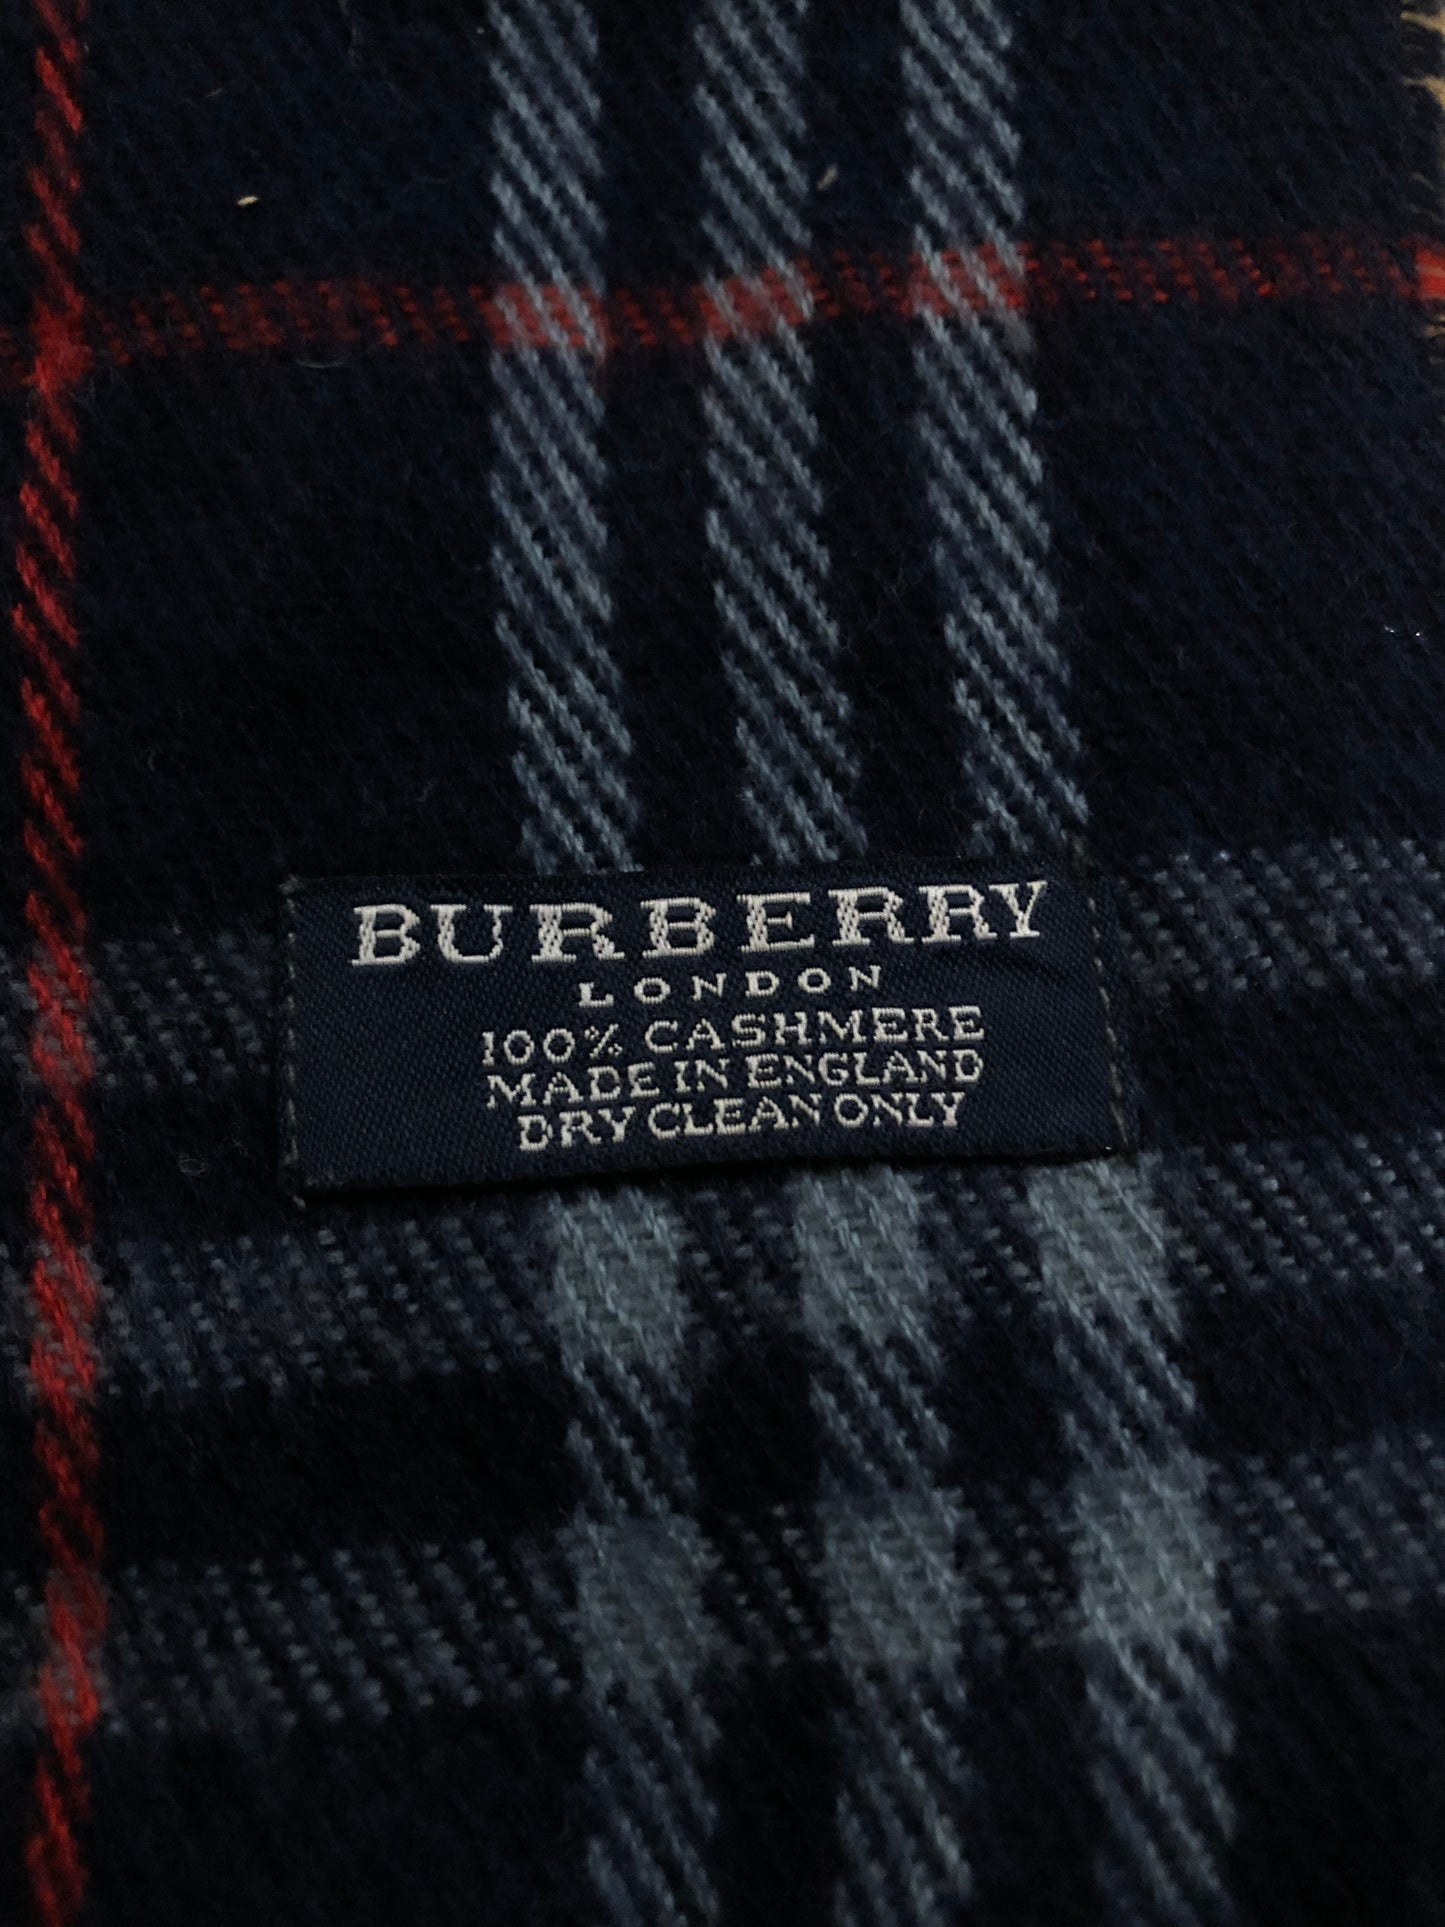 BURBERRY
LONDON
100% CASHMERE
MADE IN ENGLAND
DRY CLEAN ONLY